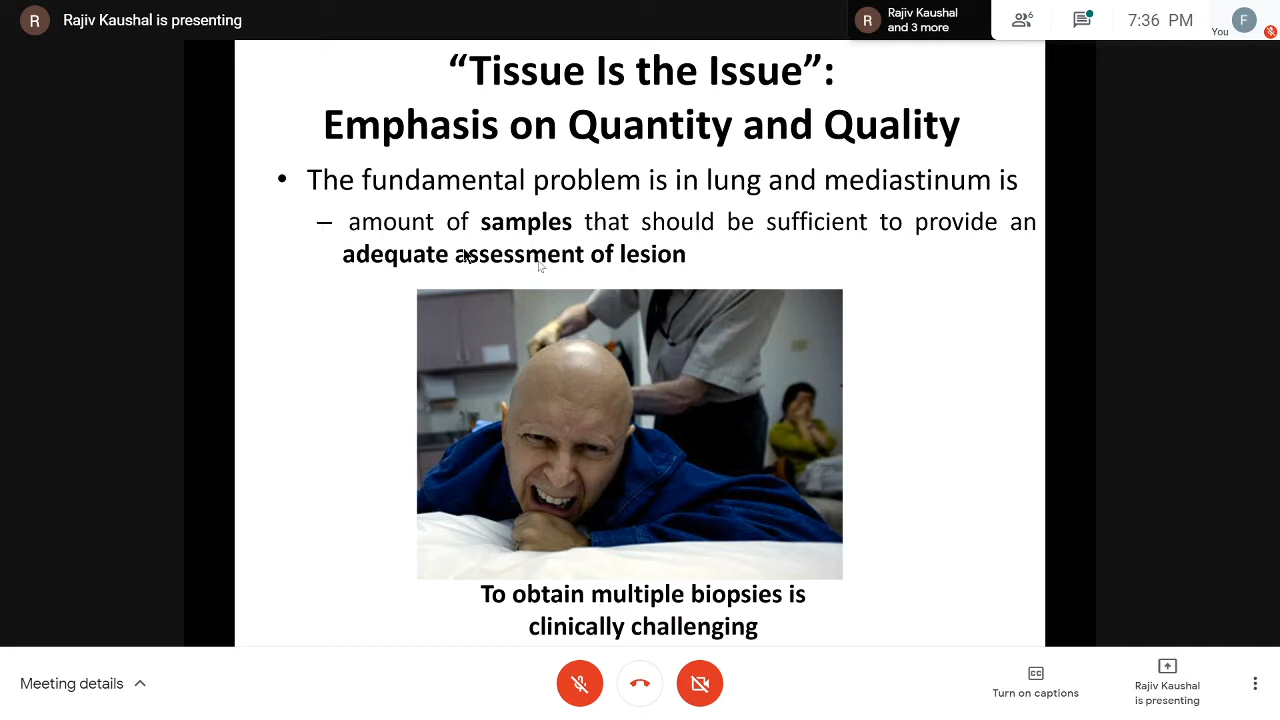 R Rajiv Kaushal is presenting
R Rajiv Kaushal
and 3 more
6
7:36 PM
You
F
“Tissue Is the Issue”:
Emphasis on Quantity and Quality
• The fundamental problem is in lung and mediastinum is
– amount of samples that should be sufficient to provide an
adequate assessment of lesion
To obtain multiple biopsies is
clinically challenging
Meeting details
CC
Turn on captions
Rajiv Kaushal
is presenting